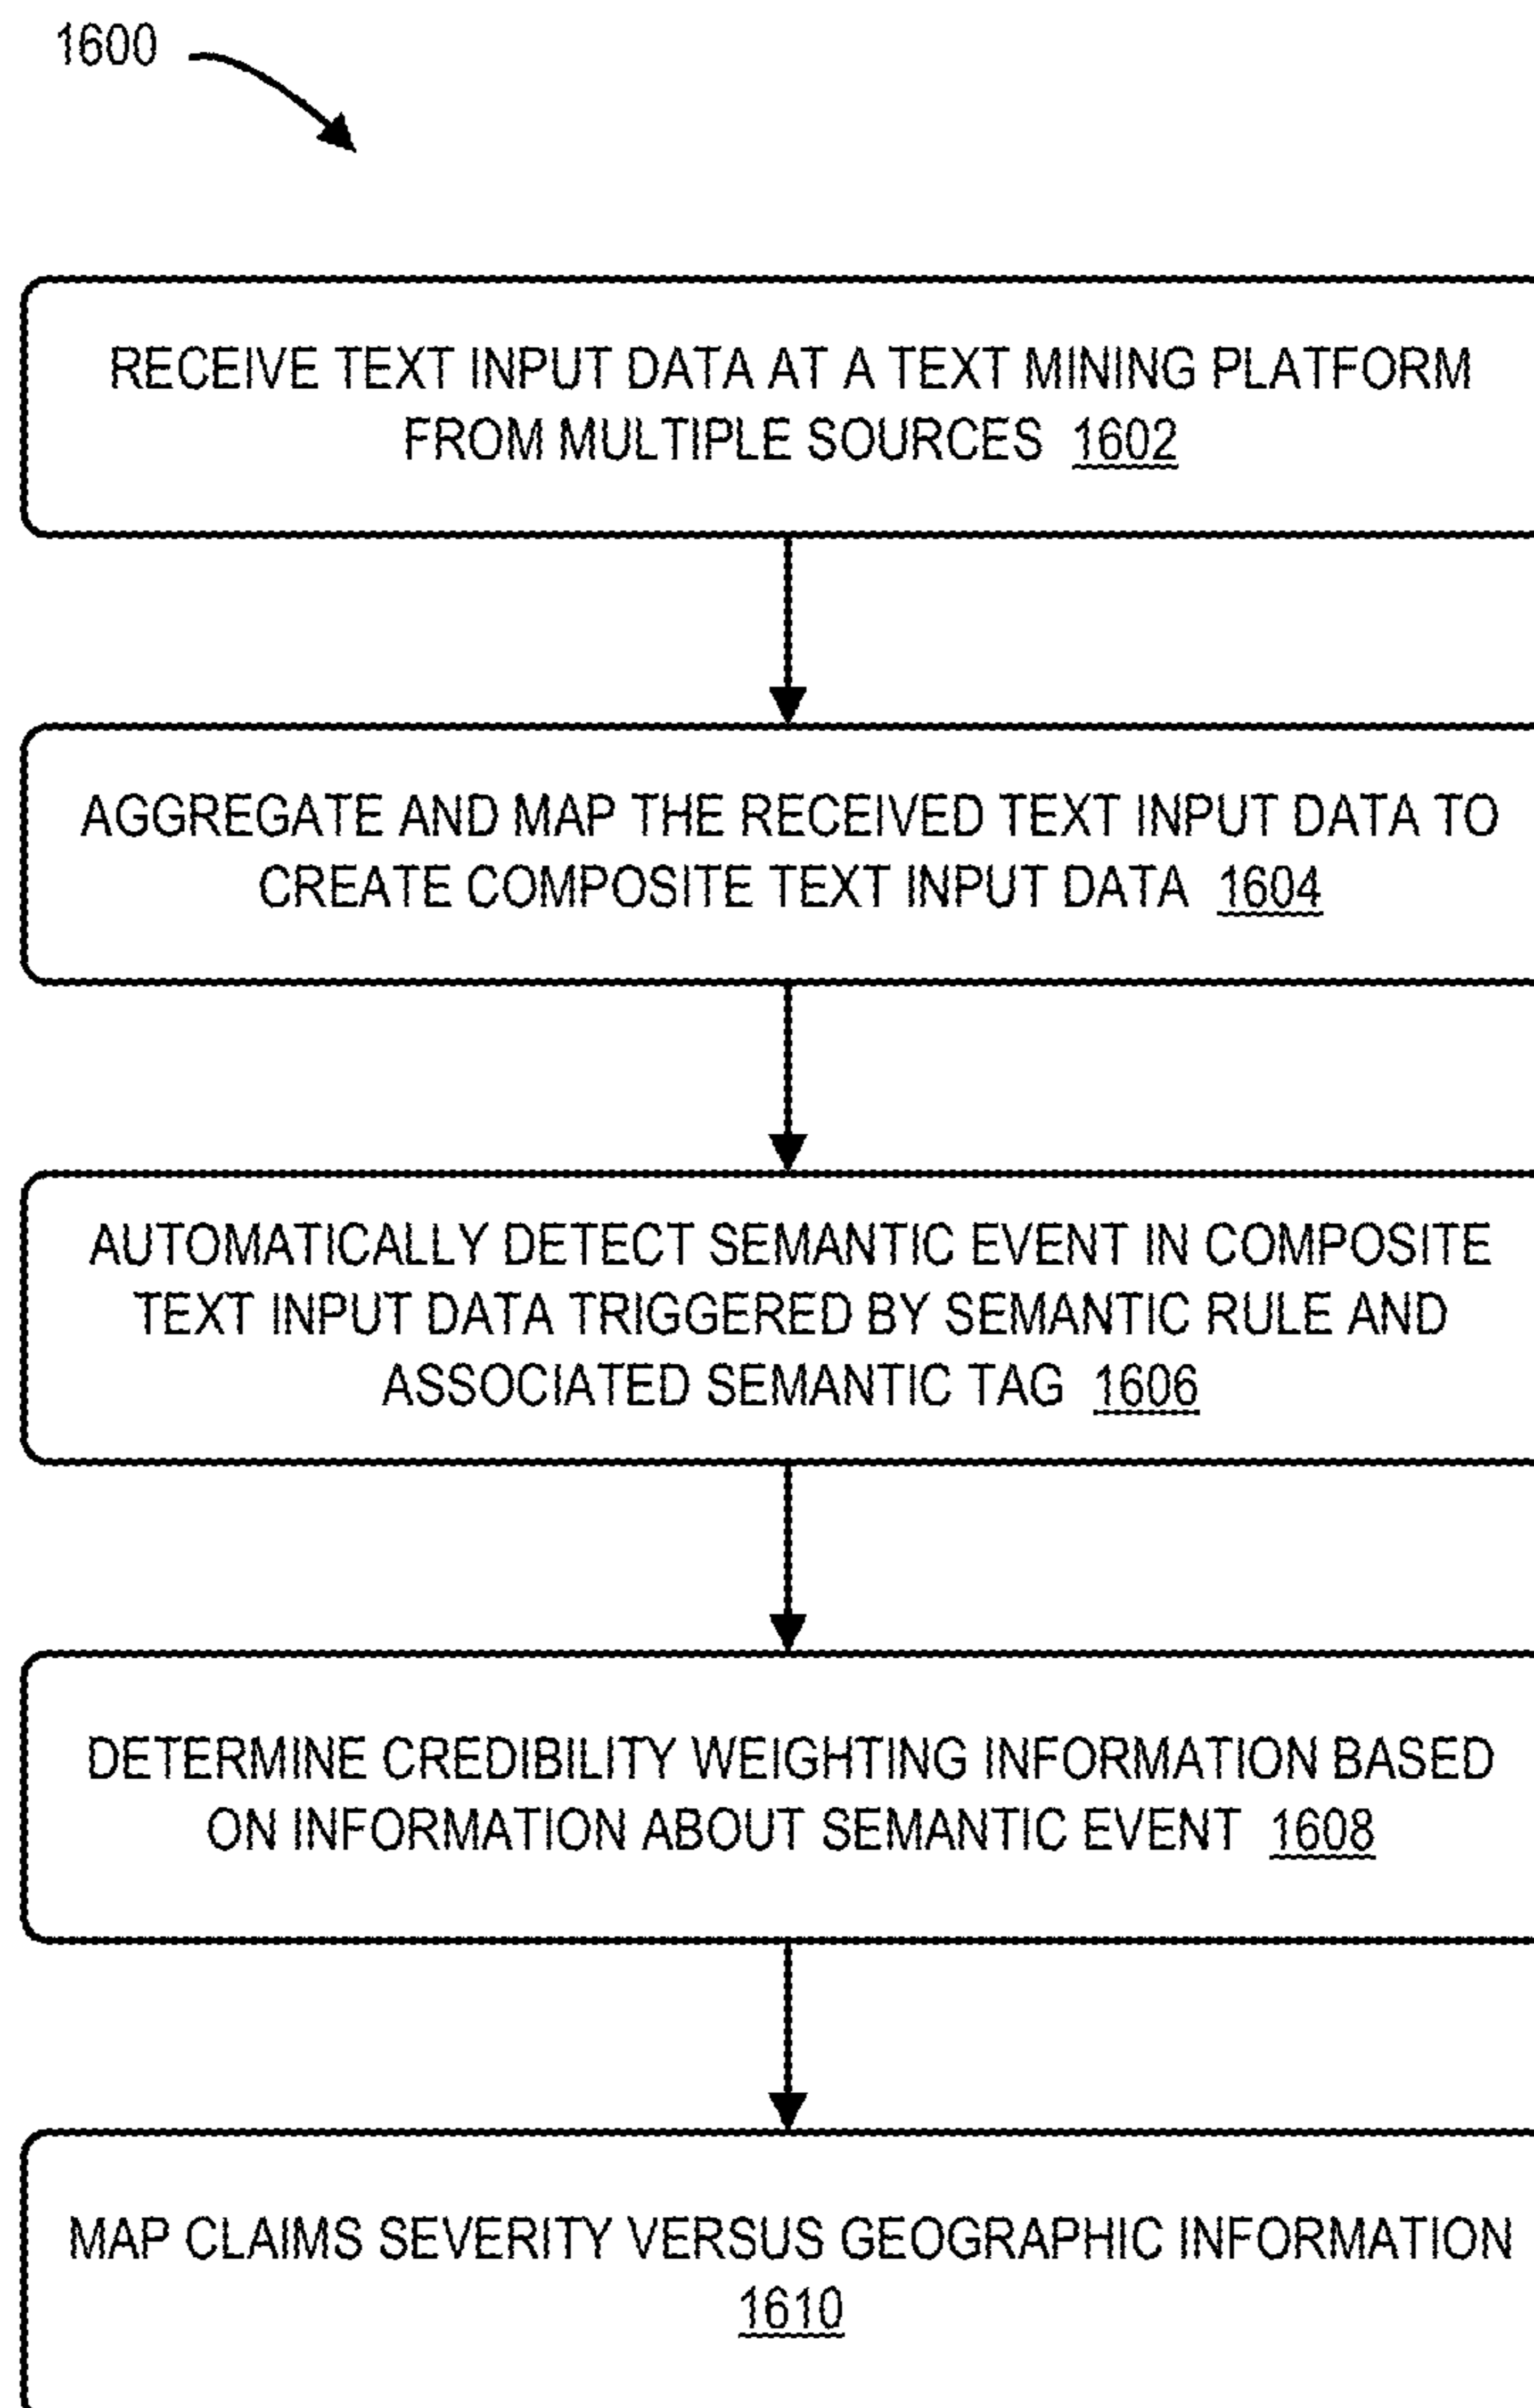 1600
RECEIVE TEXT INPUT DATA AT A TEXT MINING PLATFORM
FROM MULTIPLE SOURCES 1602
AGGREGATE AND MAP THE RECEIVED TEXT INPUT DATA TO
CREATE COMPOSITE TEXT INPUT DATA 1604
AUTOMATICALLY DETECT SEMANTIC EVENT IN COMPOSITE
TEXT INPUT DATA TRIGGERED BY SEMANTIC RULE AND
ASSOCIATED SEMANTIC TAG 1606
DETERMINE CREDIBILITY WEIGHTING INFORMATION BASED
ON INFORMATION ABOUT SEMANTIC EVENT 1608
MAP CLAIMS SEVERITY VERSUS GEOGRAPHIC INFORMATION
1610